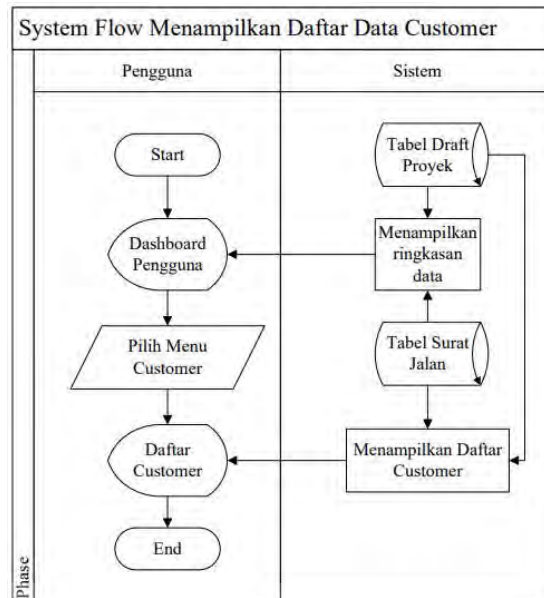 System Flow Menampilkan Daftar Data Customer
Pengguna
Sistem
Start
Tabel Draft
Proyek
Dashboard
Pengguna
Menampilkan
ringkasan
data
Pilih Menu
Customer
Tabel Surat
Jalan
Daftar
Customer
Menampilkan Daftar
Customer
End
Phase